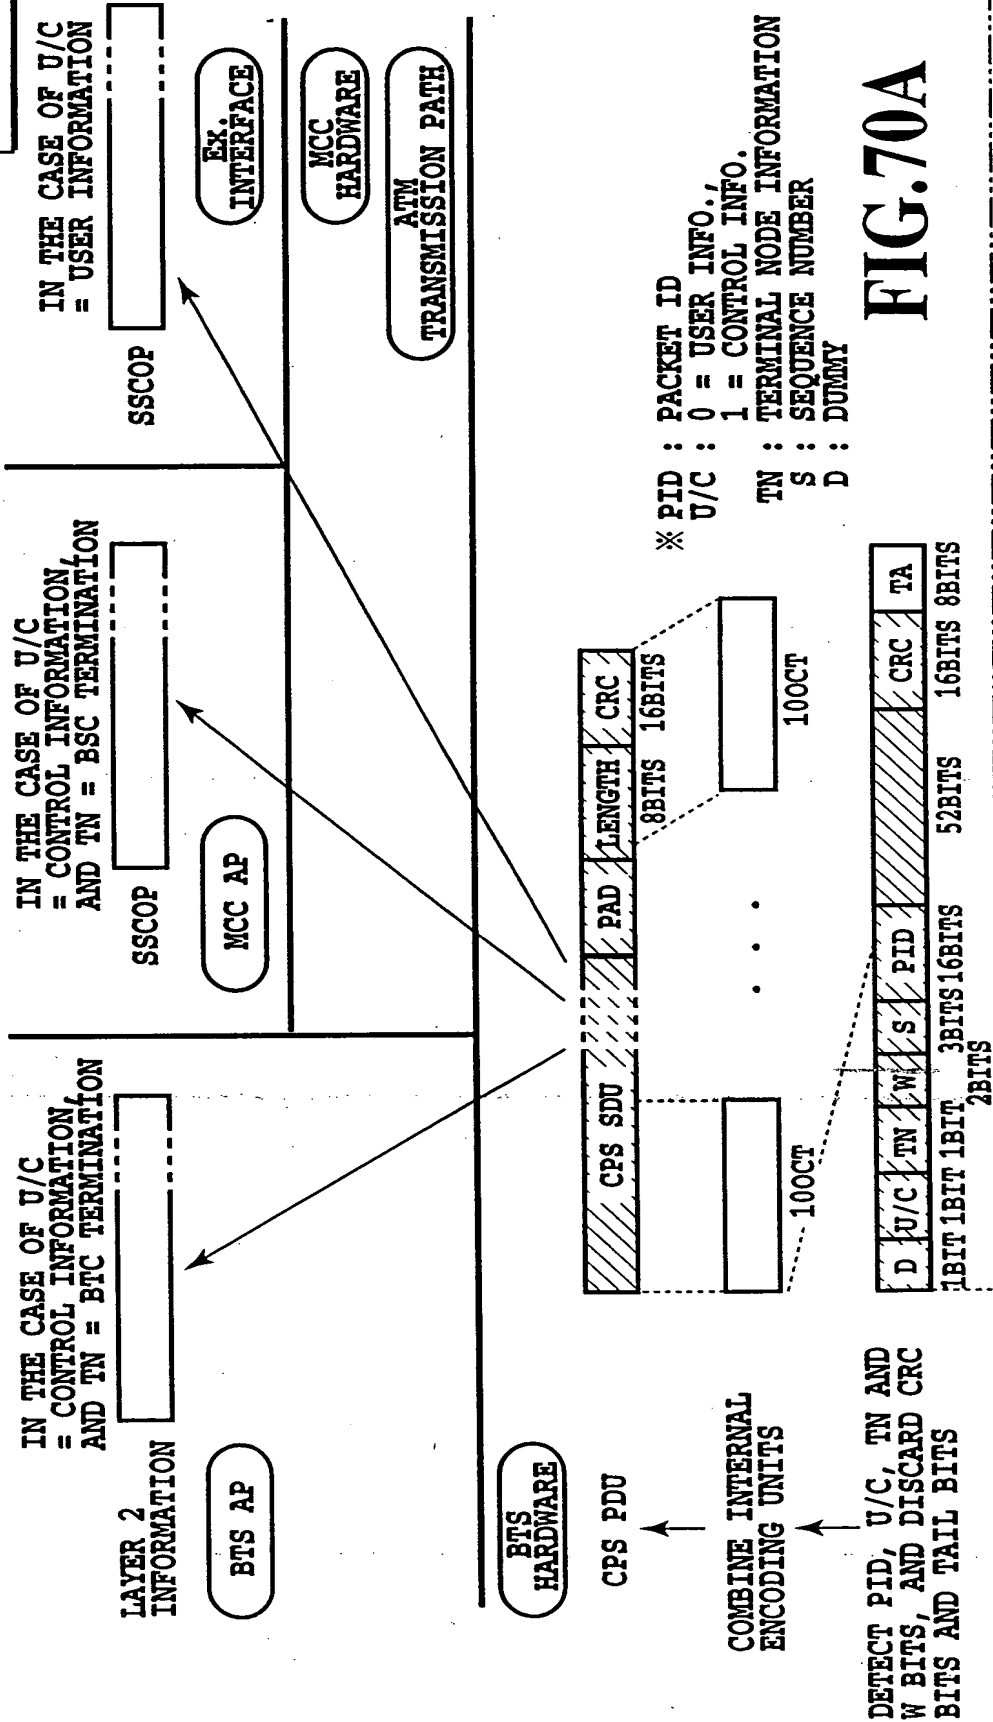 IN THE CASE OF U/C
= CONTROL INFORMATION,
AND TN = BTC TERMINATION
IN THE CASE OF U/C
= CONTROL INFORMATION,
AND TN = BSC TERMINATION
IN THE CASE OF U/C
= USER INFORMATION
LAYER 2
INFORMATION
SSCOP
SSCOP
BTS AP
MCC AP
EX.
INTERFACE
MCC
HARDWARE
ATM
TRANSMISSION PATH
BTS
HARDWARE
CPS PDU
CPS SDU
PAD
LENGTH
CRC
8BITS
16BITS
COMBINE INTERNAL
ENCODING UNITS
10OCT
• • •
10OCT
※ PID : PACKET ID
U/C : 0 = USER INFO.,
1 = CONTROL INFO.
TN : TERMINAL NODE INFORMATION
S : SEQUENCE NUMBER
D : DUMMY
DETECT PID, U/C, TN AND
W BITS, AND DISCARD CRC
BITS AND TAIL BITS
D
U/C
TN
W
S
PID
CRC
TA
1BIT
1BIT
1BIT
2BITS
3BITS
16BITS
52BITS
16BITS
8BITS
FIG.70A